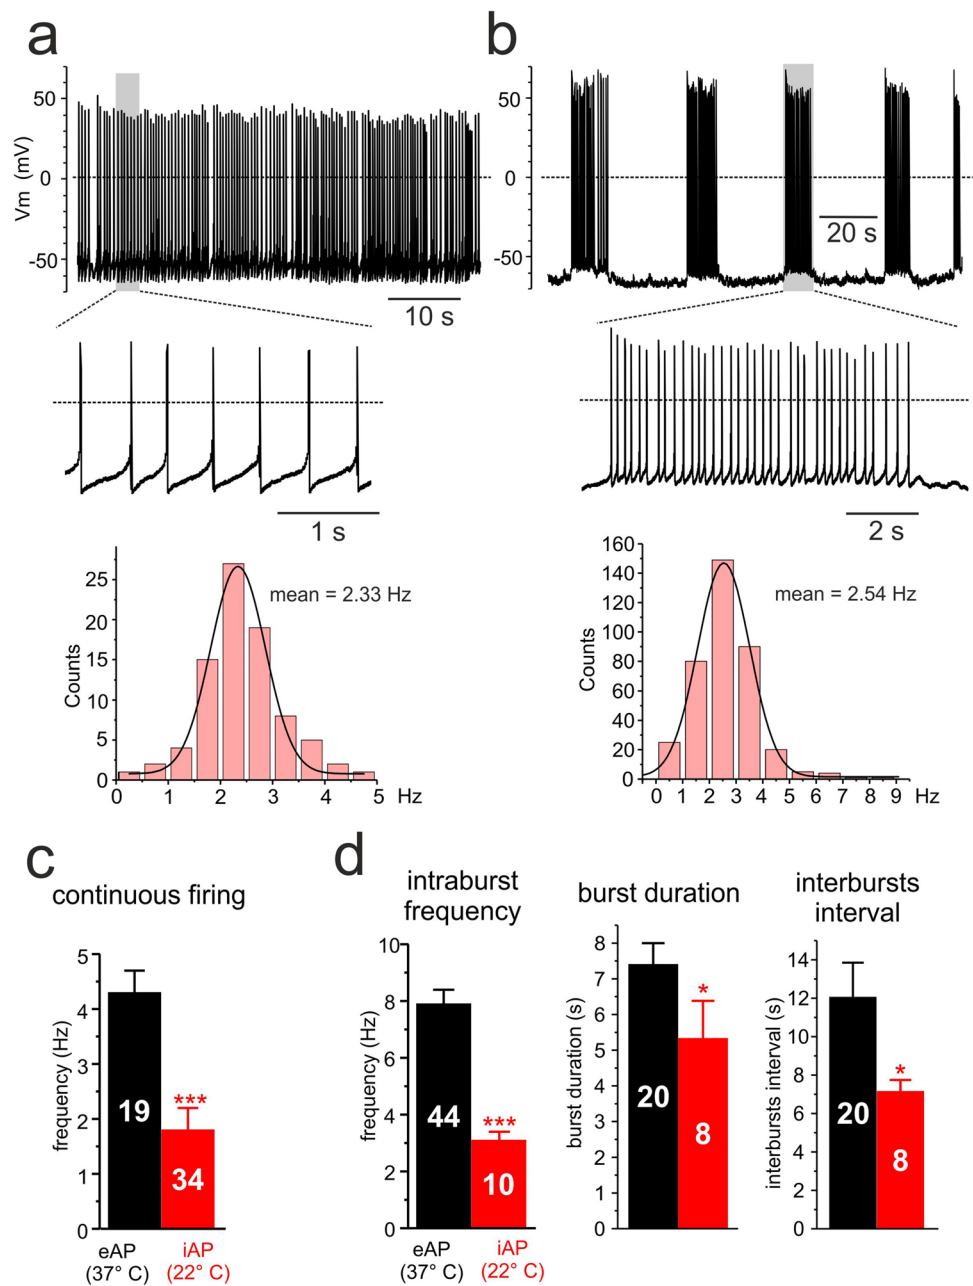 a
b
50
0
-50
Vm (mV)
10 s
50
0
-50
20 s
1 s
2 s
25
20
15
10
5
0
Counts
mean = 2.33 Hz
0 1 2 3 4 5 Hz
160
140
120
100
80
60
40
20
0
Counts
mean = 2.54 Hz
0 1 2 3 4 5 6 7 8 9 Hz
c
continuous firing
5
4
3
2
1
0
frequency (Hz)
19
***
34
eAP
(37° C)
iAP
(22° C)
d
intraburst
frequency
10
8
6
4
2
0
frequency (Hz)
44
***
10
eAP
(37° C)
iAP
(22° C)
burst duration
8
7
6
5
4
3
2
1
0
burst duration (s)
20
*
8
interbursts
interval
14
12
10
8
6
4
2
0
interbursts interval (s)
20
*
8